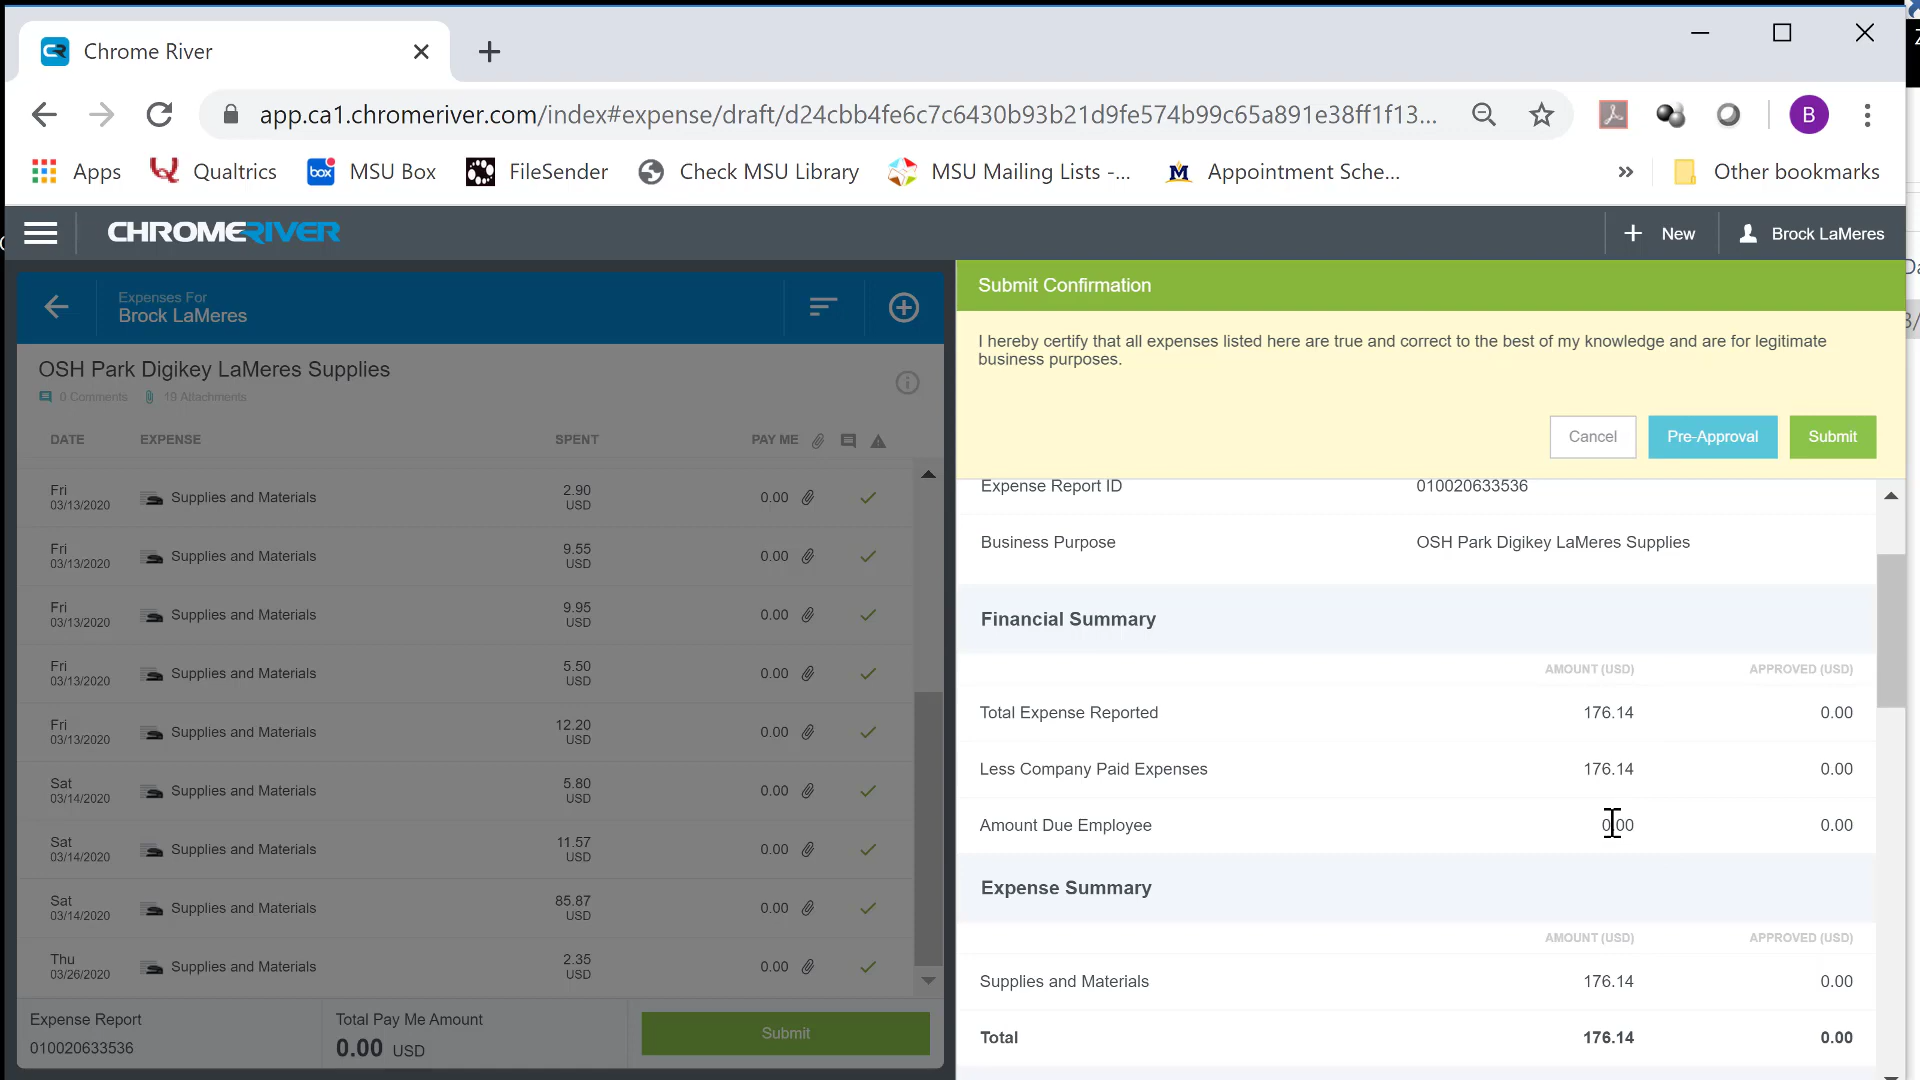 Chrome River
app.ca1.chromeriver.com/index#expense/draft/d24cbb4fe6c7c6430b93b21d9fe574b99c65a891e38ff1f13...
B
Apps Qualtrics MSU Box FileSender Check MSU Library MSU Mailing Lists -... Appointment Sche... » Other bookmarks
CHROMERIVER
New
Brock LaMeres
Expenses For
Brock LaMeres
OSH Park Digikey LaMeres Supplies
0 Comments 19 Attachments
DATE EXPENSE SPENT PAY ME
Fri
03/13/2020 Supplies and Materials 2.90 USD 0.00
Fri
03/13/2020 Supplies and Materials 9.55 USD 0.00
Fri
03/13/2020 Supplies and Materials 9.95 USD 0.00
Fri
03/13/2020 Supplies and Materials 5.50 USD 0.00
Fri
03/13/2020 Supplies and Materials 12.20 USD 0.00
Sat
03/14/2020 Supplies and Materials 5.80 USD 0.00
Sat
03/14/2020 Supplies and Materials 11.57 USD 0.00
Sat
03/14/2020 Supplies and Materials 85.87 USD 0.00
Thu
03/26/2020 Supplies and Materials 2.35 USD 0.00
Expense Report
010020633536
Total Pay Me Amount
0.00 USD
Submit
Submit Confirmation
I hereby certify that all expenses listed here are true and correct to the best of my knowledge and are for legitimate
business purposes.
Cancel Pre-Approval Submit
Expense Report ID 010020633536
Business Purpose OSH Park Digikey LaMeres Supplies
Financial Summary
AMOUNT (USD) APPROVED (USD)
Total Expense Reported 176.14 0.00
Less Company Paid Expenses 176.14 0.00
Amount Due Employee 0.00 0.00
Expense Summary
AMOUNT (USD) APPROVED (USD)
Supplies and Materials 176.14 0.00
Total 176.14 0.00